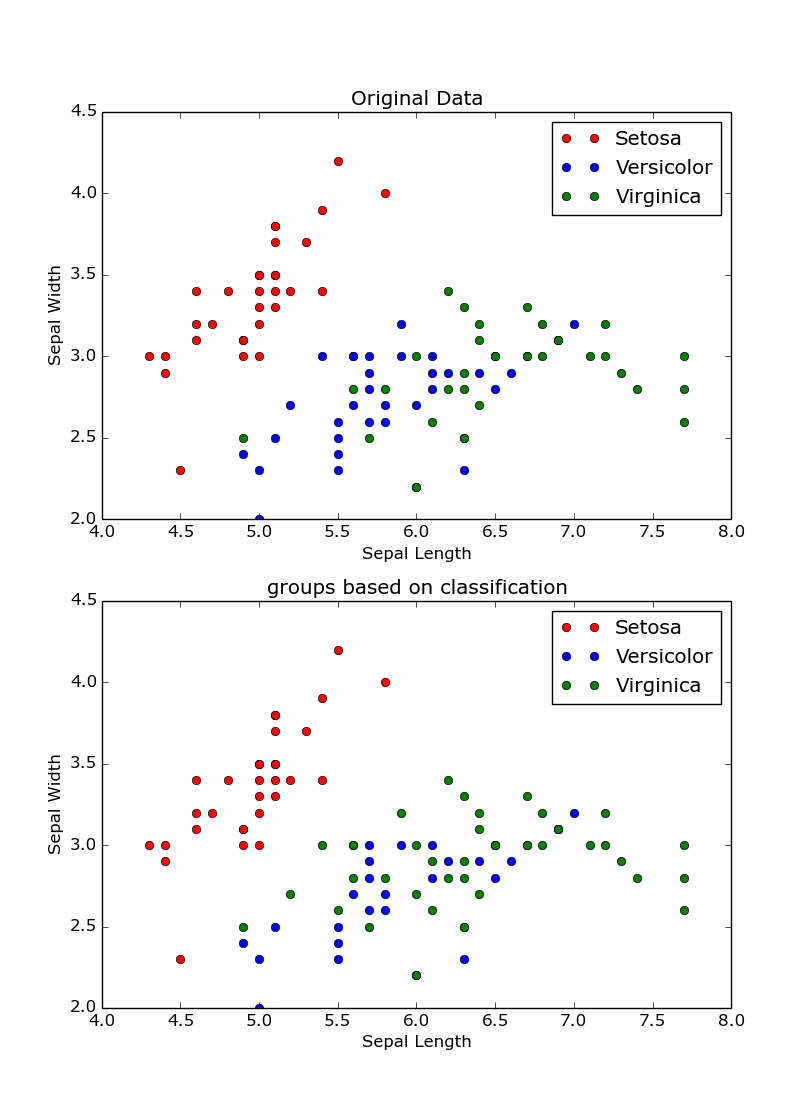 Original Data
4.5
4.0
3.5
3.0
2.5
2.0
Sepal Width
Setosa
Versicolor
Virginica
4.0 4.5 5.0 5.5 6.0 6.5 7.0 7.5 8.0
Sepal Length
groups based on classification
4.5
4.0
3.5
3.0
2.5
2.0
Sepal Width
Setosa
Versicolor
Virginica
4.0 4.5 5.0 5.5 6.0 6.5 7.0 7.5 8.0
Sepal Length